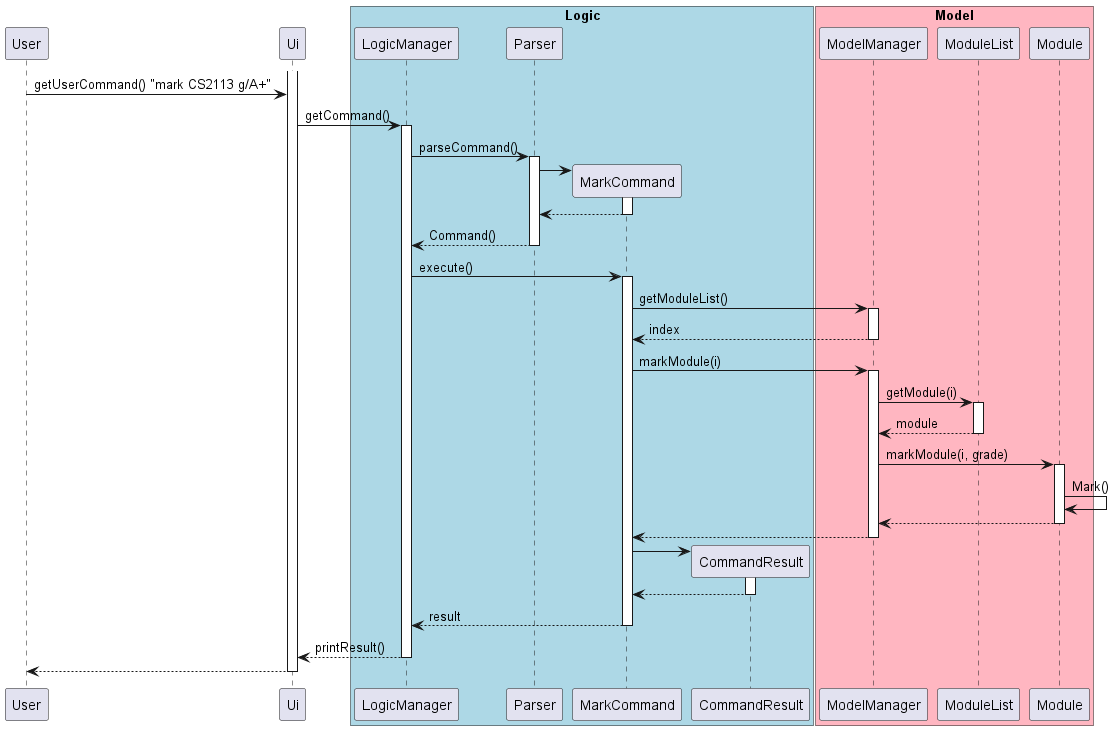 Logic
Model
User
Ui
LogicManager
Parser
ModelManager
ModuleList
Module
getUserCommand() "mark CS2113 g/A+"
getCommand()
parseCommand()
MarkCommand
Command()
execute()
getModuleList()
index
markModule(i)
getModule(i)
module
markModule(i, grade)
Mark()
CommandResult
result
printResult()
User
Ui
LogicManager
Parser
MarkCommand
CommandResult
ModelManager
ModuleList
Module